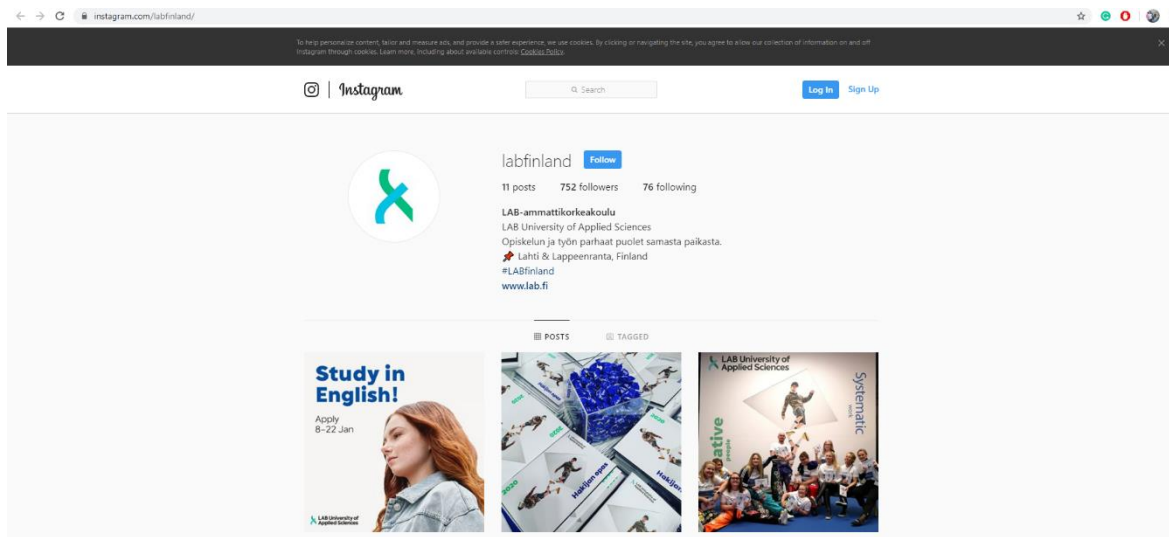 instagram.com/labfinland/
To help personalize content, tailor and measure ads, and provide a safer experience, we use cookies. By clicking or navigating the site, you agree to allow our collection of information on and off
Instagram through cookies. Learn more, including about available controls: Cookies Policy.
Instagram
Search
Log In
Sign Up
labfinland
Follow
11 posts 752 followers 76 following
LAB-ammattikorkeakoulu
LAB University of Applied Sciences
Opiskelun ja työn parhaat puolet samasta paikasta.
📌 Lahti & Lappeenranta, Finland
#LABfinland
www.lab.fi
POSTS
TAGGED
Study in
English!
Apply
8-22 Jan
LAB University of
Applied Sciences
2020
Hakijan opas
2020
Hakijan
LAB University of
Applied Sciences
Systematic
ative
people